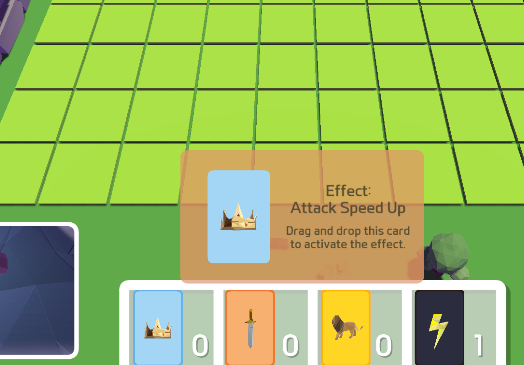 Effect:
Attack Speed Up
Drag and drop this card
to activate the effect.
0 0 0 1